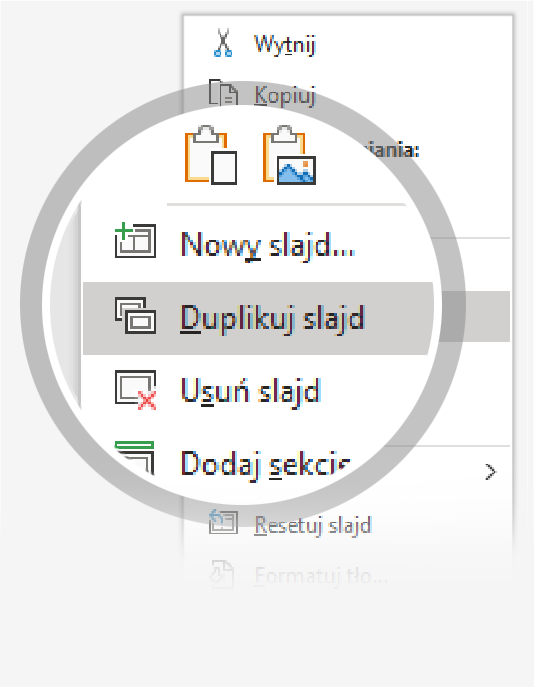 Wytnij
Kopiuj
Nowy slajd...
Duplikuj slajd
Usuń slajd
Dodaj
Resetuj slajd
Formatuj tło...